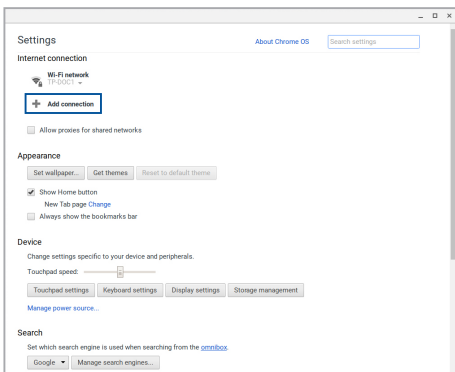 Settings
About Chrome OS
Search settings
Internet connection
Wi-Fi network
TP-DOC1
Add connection
Allow proxies for shared networks
Appearance
Set wallpaper... Get themes Reset to default theme
Show Home button
New Tab page Change
Always show the bookmarks bar
Device
Change settings specific to your device and peripherals.
Touchpad speed:
Touchpad settings Keyboard settings Display settings Storage management
Manage power source...
Search
Set which search engine is used when searching from the omnibox.
Google Manage search engines...